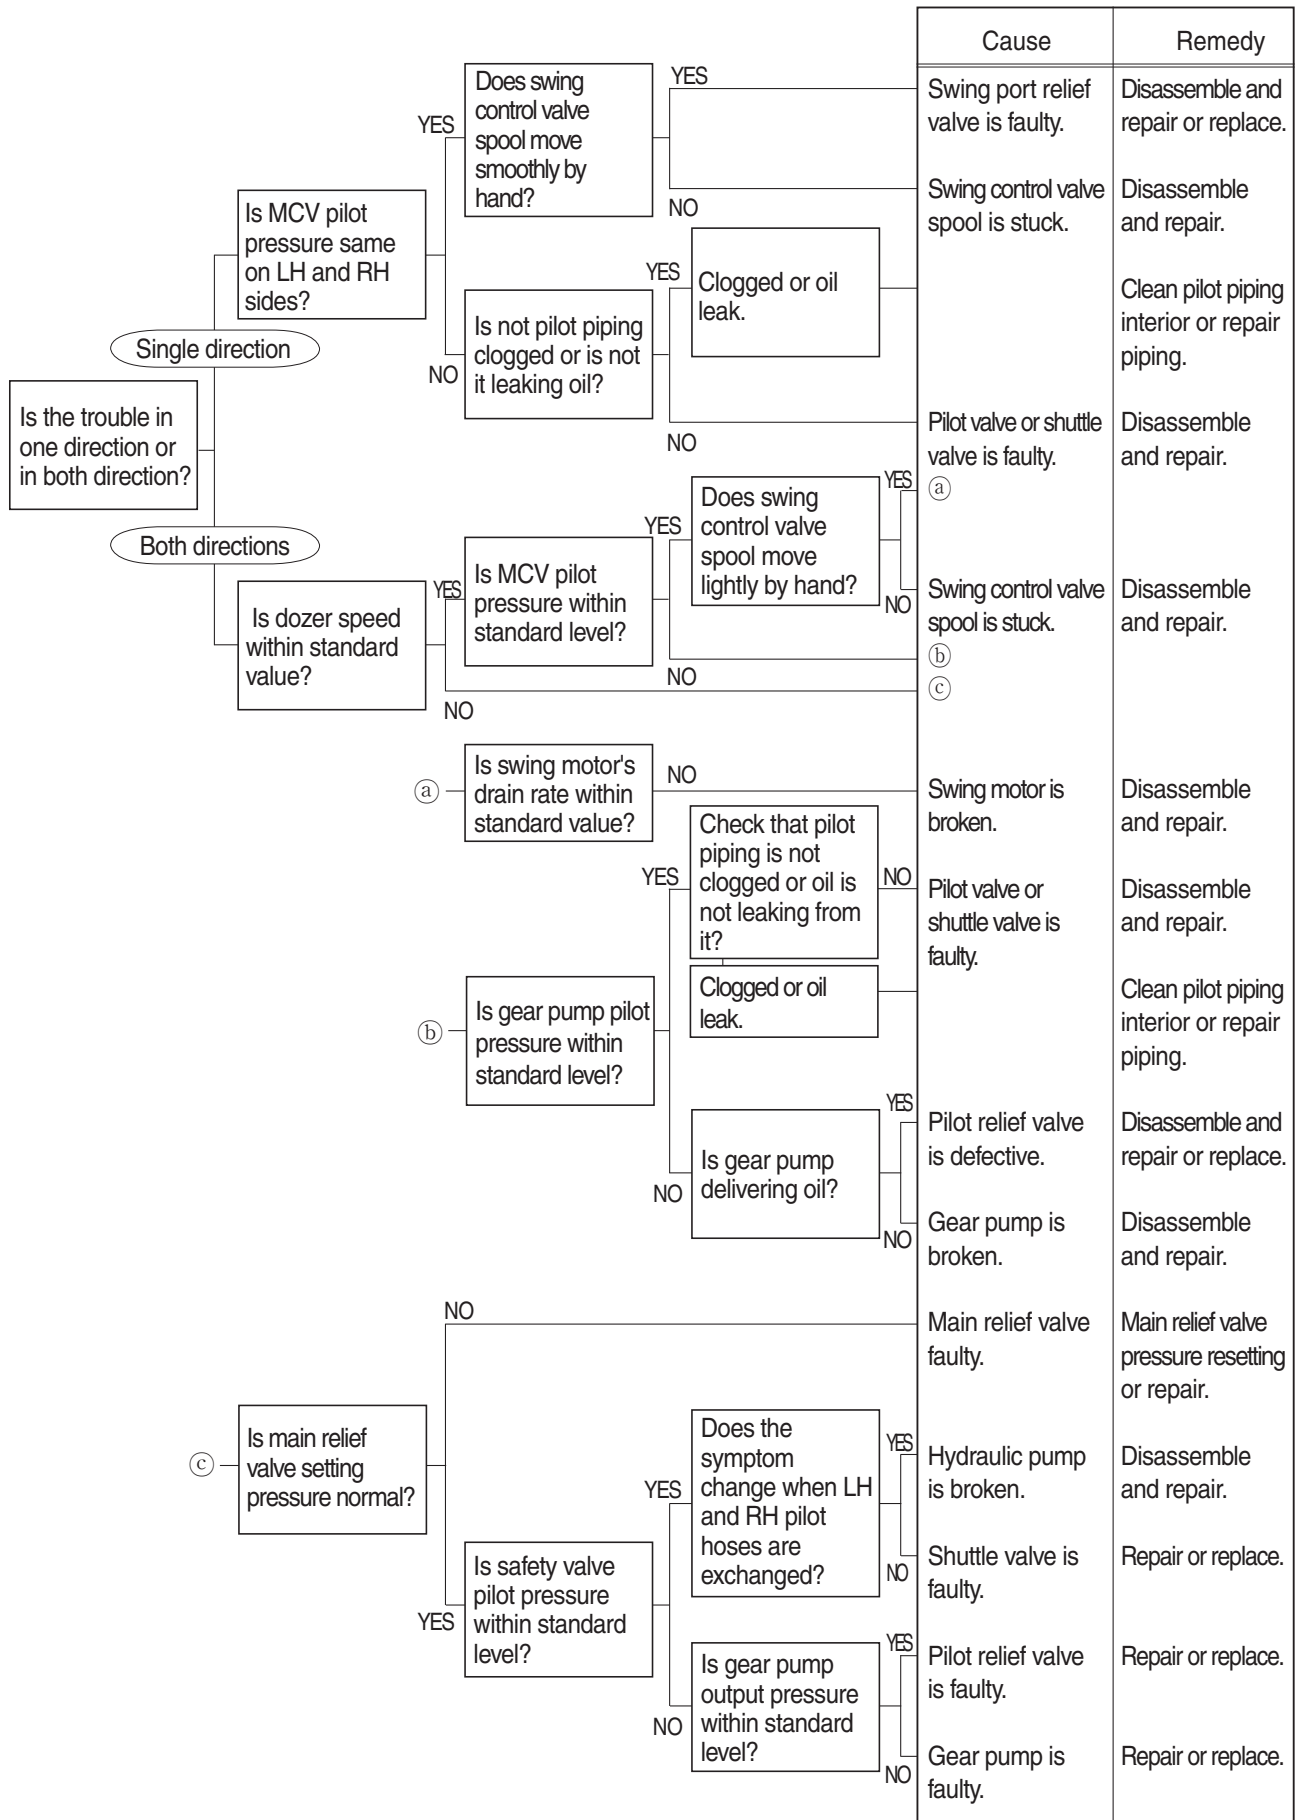 Cause
Remedy
Does swing
control valve
spool move
smoothly by
hand?
YES
YES
NO
Swing port relief
valve is faulty.
Disassemble and
repair or replace.
Swing control valve
spool is stuck.
Disassemble
and repair.
Is MCV pilot
pressure same
on LH and RH
sides?
Single direction
NO
Is not pilot piping
clogged or is not
it leaking oil?
YES
Clogged or oil
leak.
Clean pilot piping
interior or repair
piping.
NO
Pilot valve or shuttle
valve is faulty.
Disassemble
and repair.
Is the trouble in
one direction or
in both direction?
Both directions
Is dozer speed
within standard
value?
YES
Is MCV pilot
pressure within
standard level?
YES
Does swing
control valve
spool move
lightly by hand?
YES
ⓐ
NO
Swing control valve
spool is stuck.
Disassemble
and repair.
NO
ⓑ
NO
ⓒ
ⓐ
Is swing motor's
drain rate within
standard value?
NO
Swing motor is
broken.
Disassemble
and repair.
ⓑ
Is gear pump pilot
pressure within
standard level?
YES
Check that pilot
piping is not
clogged or oil is
not leaking from
it?
NO
Pilot valve or
shuttle valve is
faulty.
Disassemble
and repair.
Clogged or oil
leak.
Clean pilot piping
interior or repair
piping.
NO
Is gear pump
delivering oil?
YES
Pilot relief valve
is defective.
Disassemble and
repair or replace.
NO
Gear pump is
broken.
Disassemble
and repair.
ⓒ
Is main relief
valve setting
pressure normal?
NO
Main relief valve
faulty.
Main relief valve
pressure resetting
or repair.
YES
Is safety valve
pilot pressure
within standard
level?
YES
Does the
symptom
change when LH
and RH pilot
hoses are
exchanged?
YES
Hydraulic pump
is broken.
Disassemble
and repair.
NO
Shuttle valve is
faulty.
Repair or replace.
NO
Is gear pump
output pressure
within standard
level?
YES
Pilot relief valve
is faulty.
Repair or replace.
NO
Gear pump is
faulty.
Repair or replace.